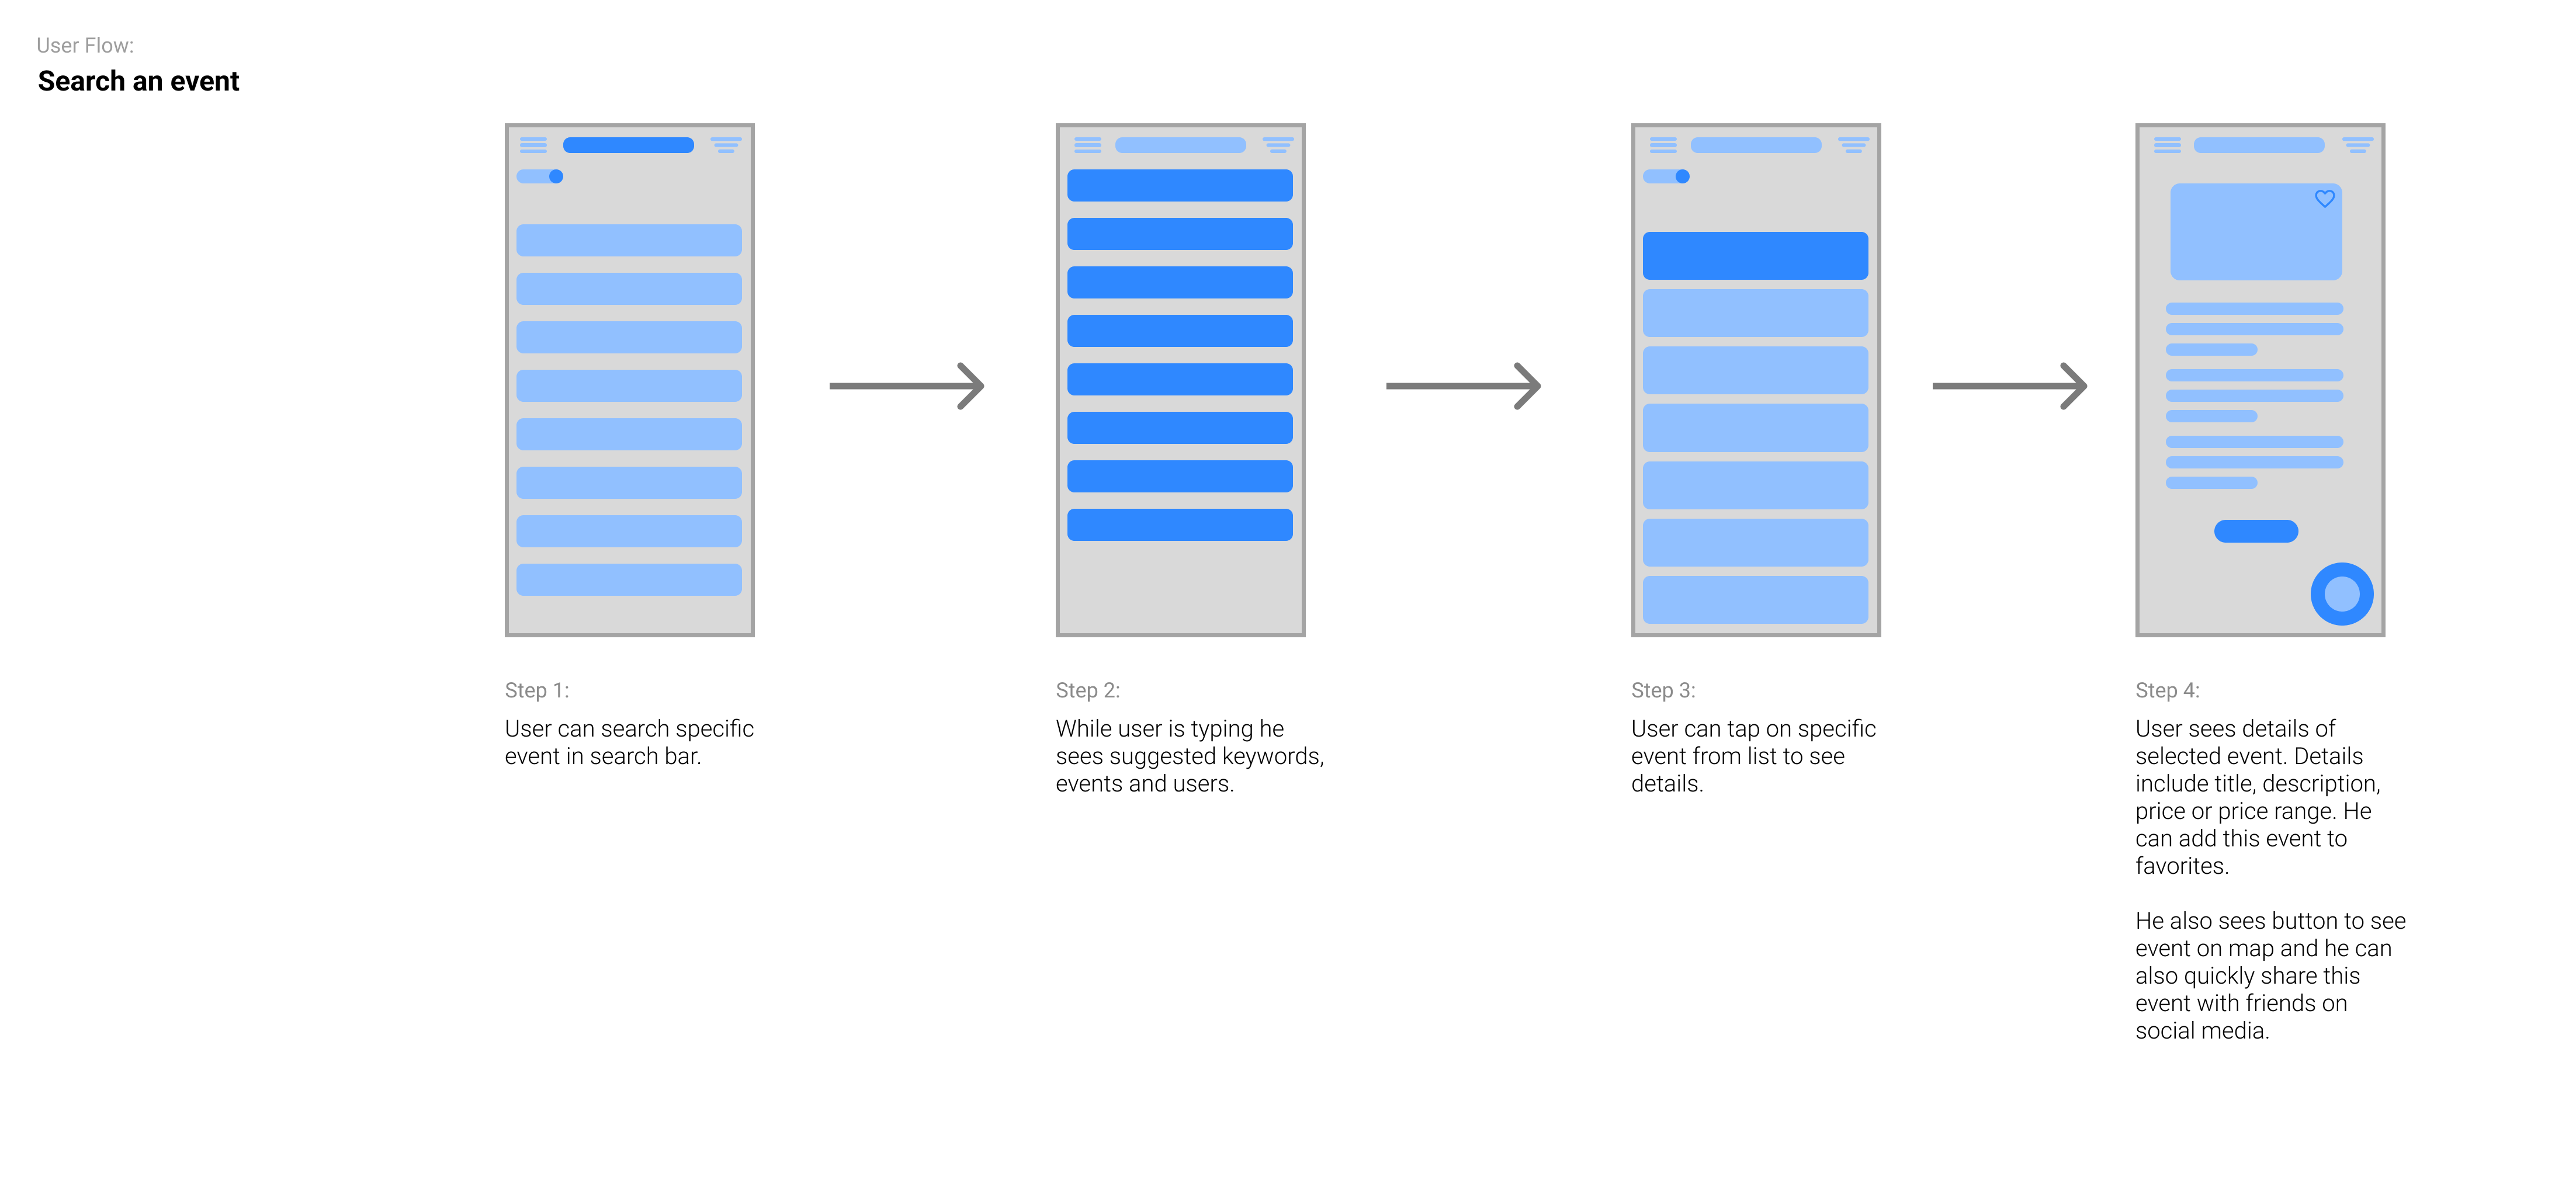 User Flow:
Search an event
Step 1:
User can search specific
event in search bar.
Step 2:
While user is typing he
sees suggested keywords,
events and users.
Step 3:
User can tap on specific
event from list to see
details.
Step 4:
User sees details of
selected event. Details
include title, description,
price or price range. He
can add this event to
favorites.
He also sees button to see
event on map and he can
also quickly share this
event with friends on
social media.